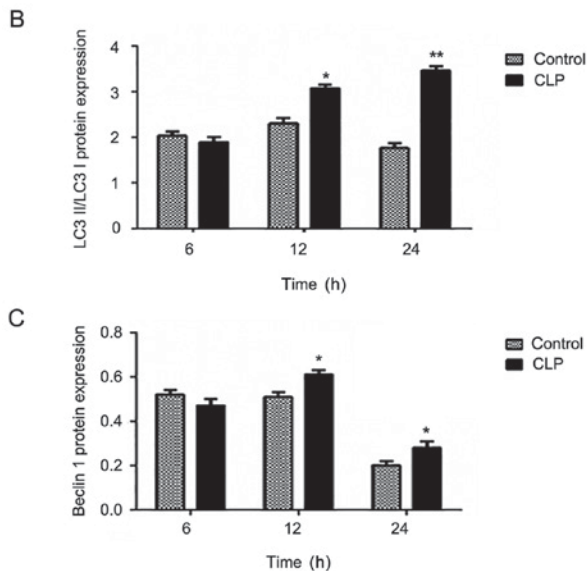 B
LC3 II/LC3 I protein expression
4
3
2
1
0
*
**
6
12
24
Time (h)
Control
CLP
C
Beclin 1 protein expression
0.8
0.6
0.4
0.2
0.0
*
*
6
12
24
Time (h)
Control
CLP